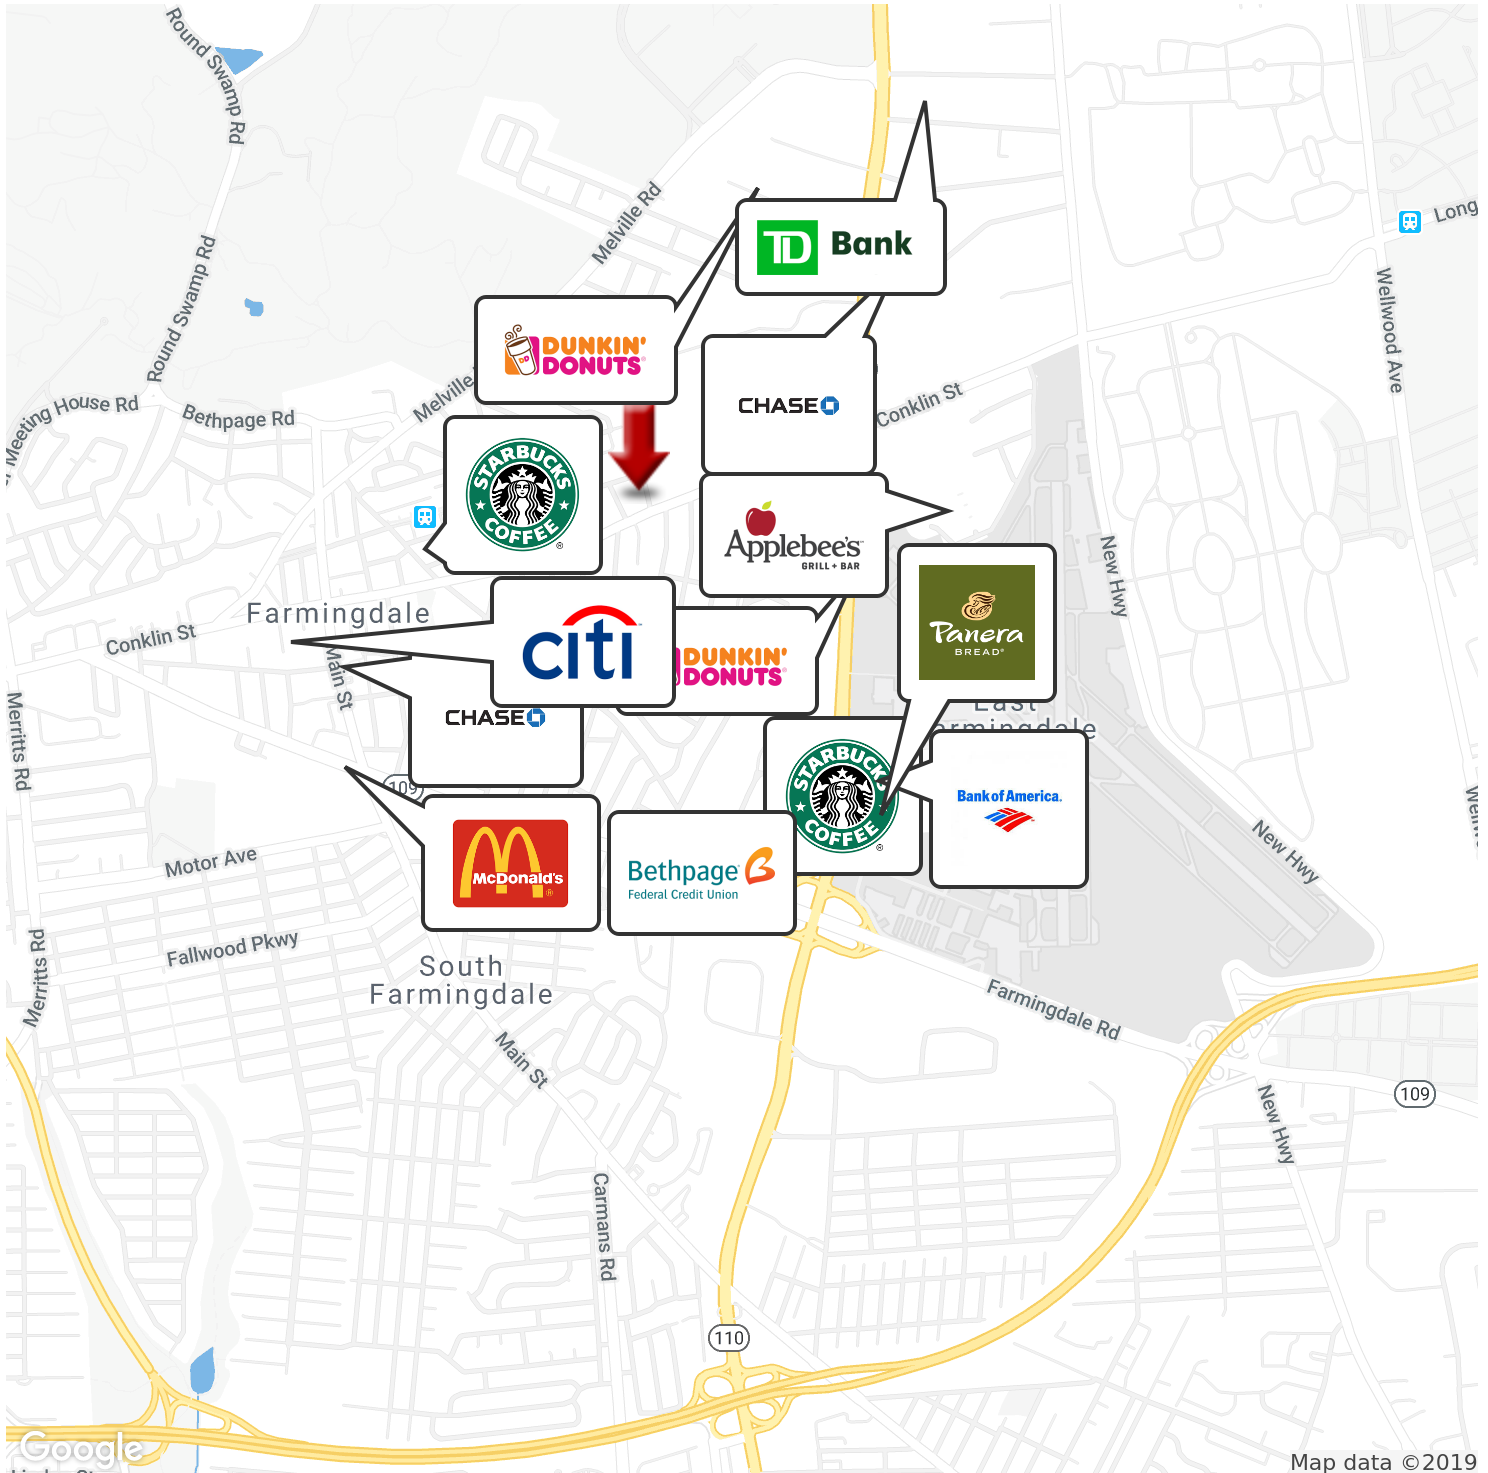 Round Swamp Rd
Melville Rd
TD Bank
Long
Round Swamp Rd
Wellwood Ave
DUNKIN'
DONUTS
DD
CHASE
Meeting House Rd
Bethpage Rd
Melville
Conklin St
STARBUCKS
COFFEE
Applebee's
GRILL + BAR
New Hwy
Farmingdale
Conklin St
citi
DUNKIN'
DONUTS
Panera
BREAD
Main St
Merritts Rd
CHASE
East
109
STARBUCKS
COFFEE
Bank of America.
Motor Ave
McDonald's
Bethpage
Federal Credit Union
New Hwy
Fallwood Pkwy
Merritts Rd
South
Farmingdale
Farmingdale Rd
Main St
109
New Hwy
Carmans Rd
110
Google
Map data ©2019